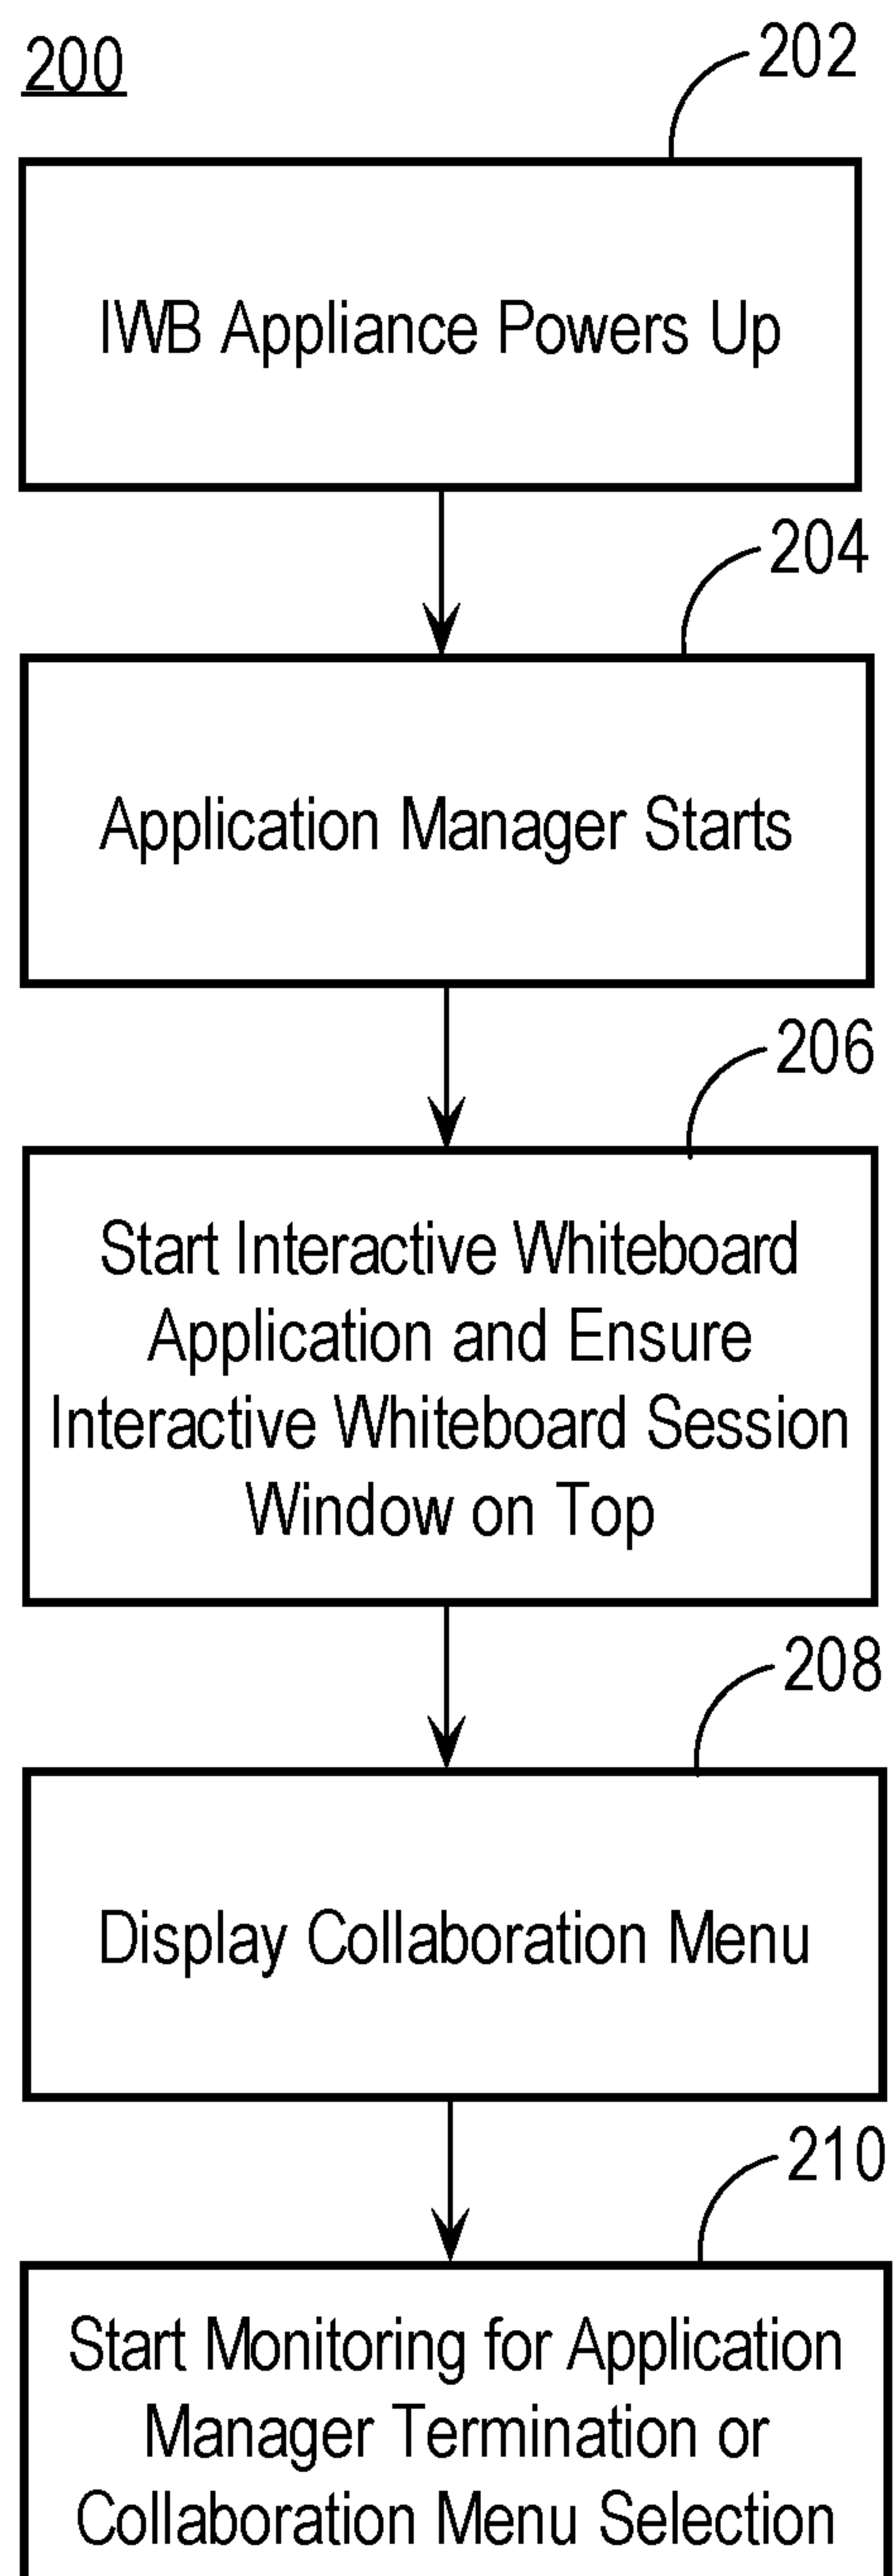 200
202
IWB Appliance Powers Up
204
Application Manager Starts
206
Start Interactive Whiteboard
Application and Ensure
Interactive Whiteboard Session
Window on Top
208
Display Collaboration Menu
210
Start Monitoring for Application
Manager Termination or
Collaboration Menu Selection